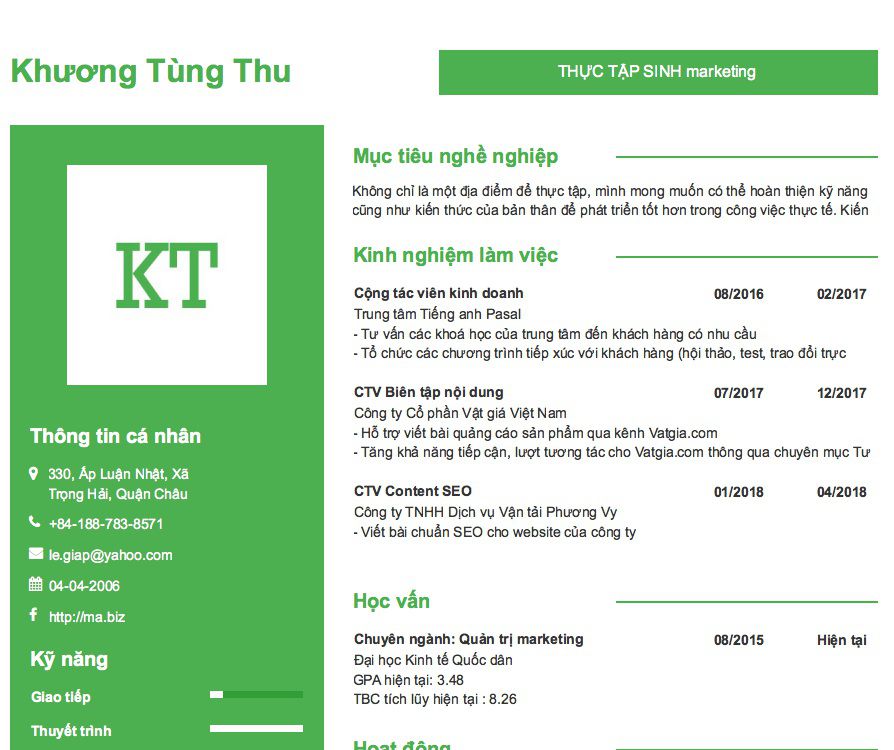 Khương Tùng Thu
THỰC TẬP SINH marketing
KT
Thông tin cá nhân
330, Ấp Luận Nhật, Xã
Trọng Hải, Quận Châu
+84-188-783-8571
le.giap@yahoo.com
04-04-2006
http://ma.biz
Kỹ năng
Giao tiếp
Thuyết trình
Mục tiêu nghề nghiệp
Không chỉ là một địa điểm để thực tập, mình mong muốn có thể hoàn thiện kỹ năng
cũng như kiến thức của bản thân để phát triển tốt hơn trong công việc thực tế. Kiến
Kinh nghiệm làm việc
Cộng tác viên kinh doanh 08/2016 02/2017
Trung tâm Tiếng anh Pasal
- Tư vấn các khoá học của trung tâm đến khách hàng có nhu cầu
- Tổ chức các chương trình tiếp xúc với khách hàng (hội thảo, test, trao đổi trực
CTV Biên tập nội dung 07/2017 12/2017
Công ty Cổ phần Vật giá Việt Nam
- Hỗ trợ viết bài quảng cáo sản phẩm qua kênh Vatgia.com
- Tăng khả năng tiếp cận, lượt tương tác cho Vatgia.com thông qua chuyên mục Tư
CTV Content SEO 01/2018 04/2018
Công ty TNHH Dịch vụ Vận tải Phương Vy
- Viết bài chuẩn SEO cho website của công ty
Học vấn
Chuyên ngành: Quản trị marketing 08/2015 Hiện tại
Đại học Kinh tế Quốc dân
GPA hiện tại: 3.48
TBC tích lũy hiện tại : 8.26
Hoạt động